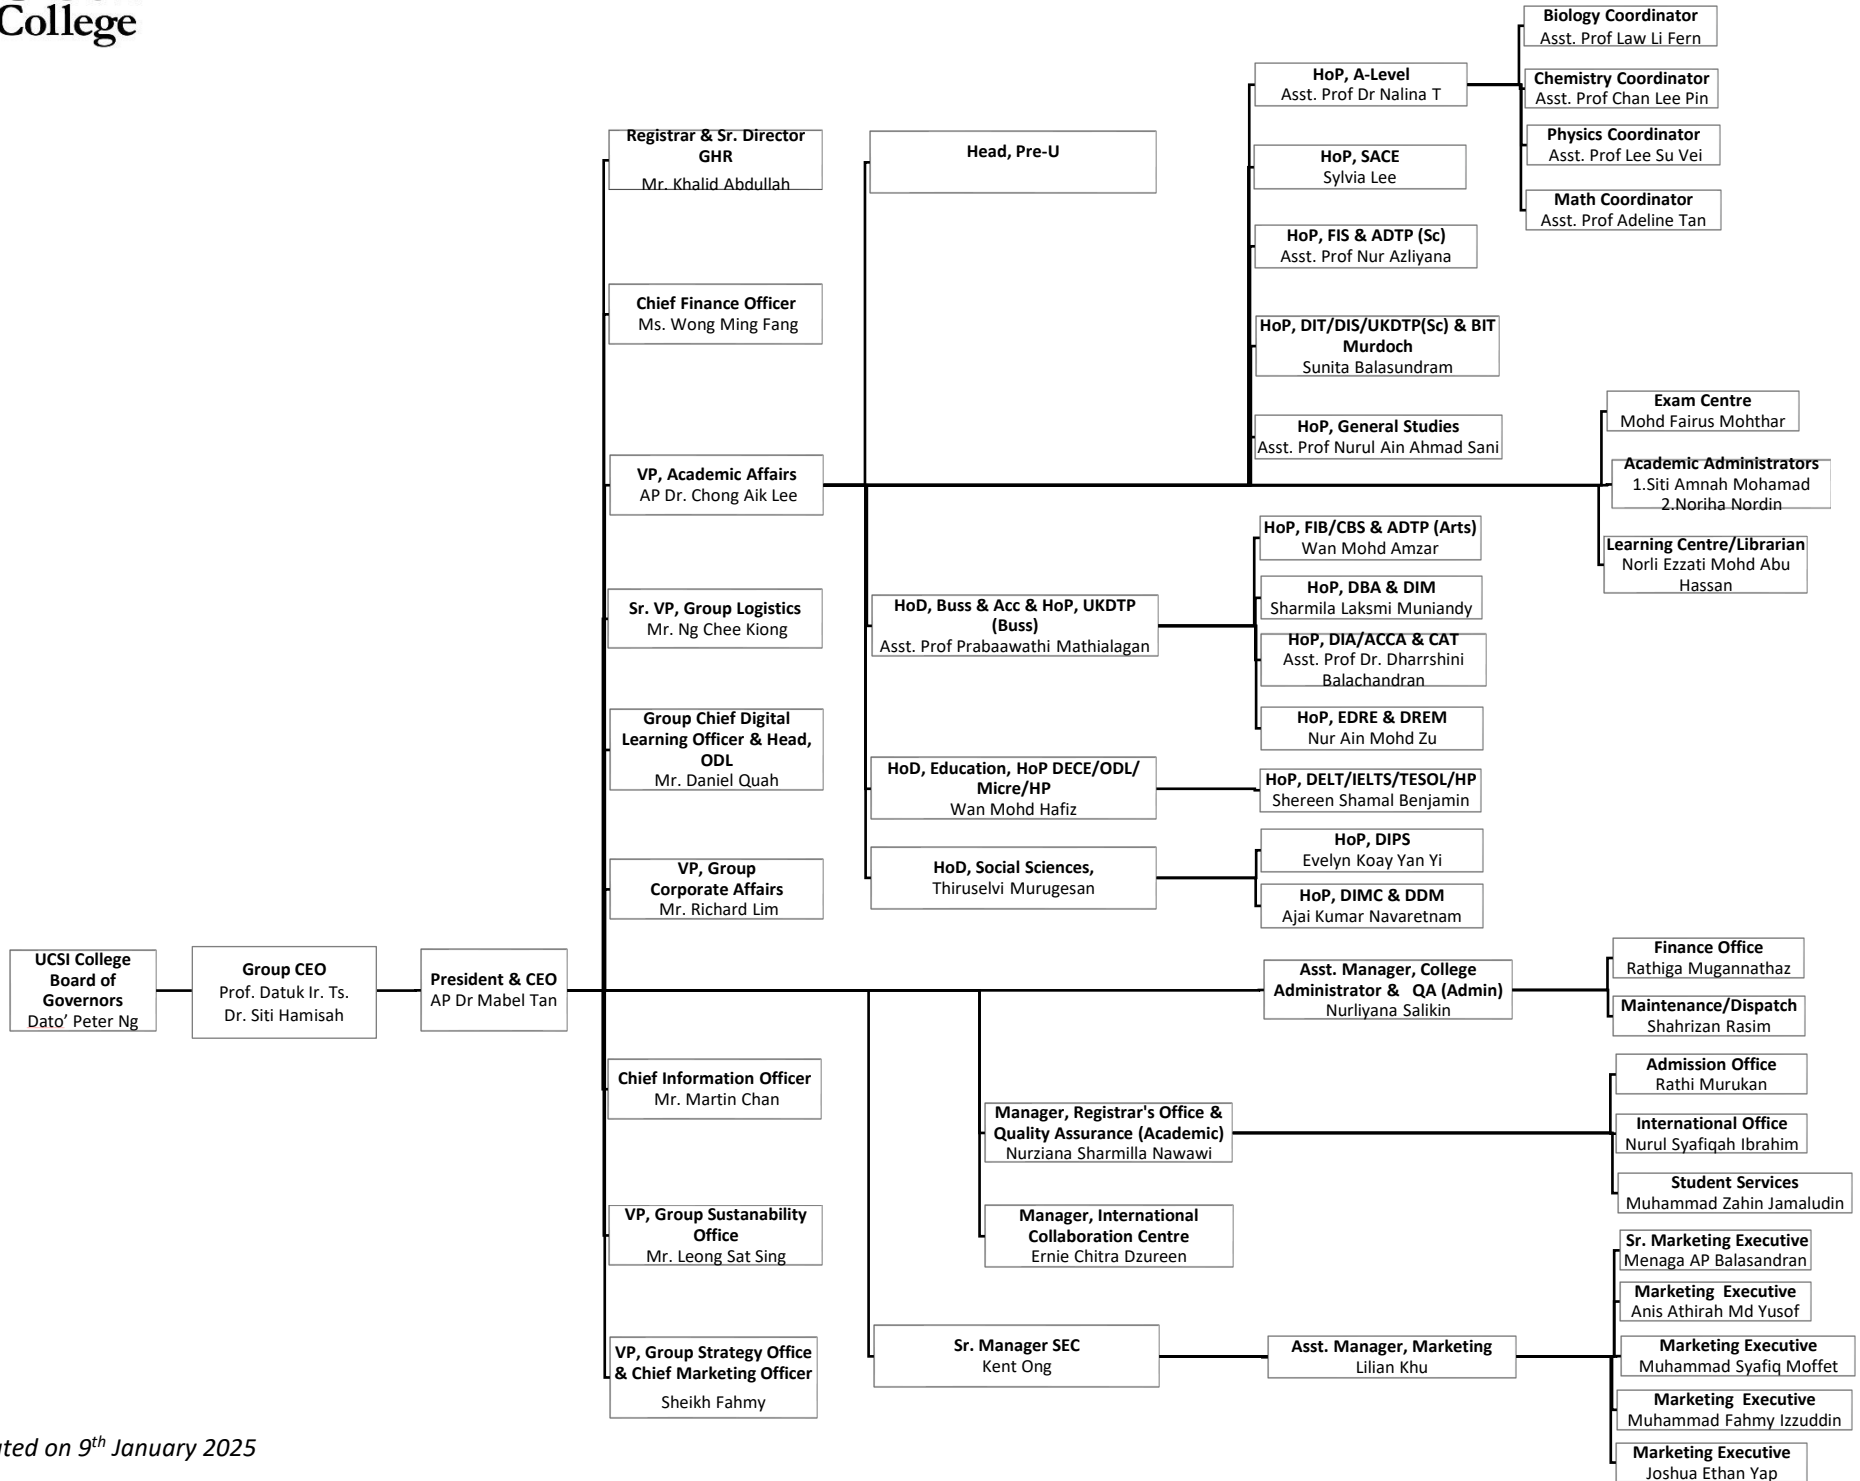 College
Biology Coordinator
Asst. Prof Law Li Fern
HoP, A-Level
Asst. Prof Dr Nalina T
Chemistry Coordinator
Asst. Prof Chan Lee Pin
Physics Coordinator
Asst. Prof Lee Su Vei
Math Coordinator
Asst. Prof Adeline Tan
Registrar & Sr. Director
GHR
Mr. Khalid Abdullah
Head, Pre-U
HoP, SACE
Sylvia Lee
HoP, FIS & ADTP (Sc)
Asst. Prof Nur Azliyana
Chief Finance Officer
Ms. Wong Ming Fang
HoP, DIT/DIS/UKDTP(Sc) & BIT
Murdoch
Sunita Balasundram
HoP, General Studies
Asst. Prof Nurul Ain Ahmad Sani
Exam Centre
Mohd Fairus Mohthar
VP, Academic Affairs
AP Dr. Chong Aik Lee
Academic Administrators
1.Siti Amnah Mohamad
2.Noriha Nordin
Learning Centre/Librarian
Norli Ezzati Mohd Abu
Hassan
HoP, FIB/CBS & ADTP (Arts)
Wan Mohd Amzar
Sr. VP, Group Logistics
Mr. Ng Chee Kiong
HoD, Buss & Acc & HoP, UKDTP
(Buss)
Asst. Prof Prabaawathi Mathialagan
HoP, DBA & DIM
Sharmila Laksmi Muniandy
HoP, DIA/ACCA & CAT
Asst. Prof Dr. Dharrshini
Balachandran
HoP, EDRE & DREM
Nur Ain Mohd Zu
Group Chief Digital
Learning Officer & Head,
ODL
Mr. Daniel Quah
HoD, Education, HoP DECE/ODL/
Micre/HP
Wan Mohd Hafiz
HoP, DELT/IELTS/TESOL/HP
Shereen Shamal Benjamin
VP, Group
Corporate Affairs
Mr. Richard Lim
HoD, Social Sciences,
Thiruselvi Murugesan
HoP, DIPS
Evelyn Koay Yan Yi
HoP, DIMC & DDM
Ajai Kumar Navaretnam
UCSI College
Board of
Governors
Dato’ Peter Ng
Group CEO
Prof. Datuk Ir. Ts.
Dr. Siti Hamisah
President & CEO
AP Dr Mabel Tan
Asst. Manager, College
Administrator & QA (Admin)
Nurliyana Salikin
Finance Office
Rathiga Mugannathaz
Maintenance/Dispatch
Shahrizan Rasim
Chief Information Officer
Mr. Martin Chan
Manager, Registrar's Office &
Quality Assurance (Academic)
Nurziana Sharmilla Nawawi
Admission Office
Rathi Murukan
International Office
Nurul Syafiqah Ibrahim
Student Services
Muhammad Zahin Jamaludin
VP, Group Sustanability
Office
Mr. Leong Sat Sing
Manager, International
Collaboration Centre
Ernie Chitra Dzureen
VP, Group Strategy Office
& Chief Marketing Officer
Sheikh Fahmy
Sr. Manager SEC
Kent Ong
Asst. Manager, Marketing
Lilian Khu
Sr. Marketing Executive
Menaga AP Balasandran
Marketing Executive
Anis Athirah Md Yusof
Marketing Executive
Muhammad Syafiq Moffet
Marketing Executive
Muhammad Fahmy Izzuddin
Marketing Executive
Joshua Ethan Yap
on 9th January 2025